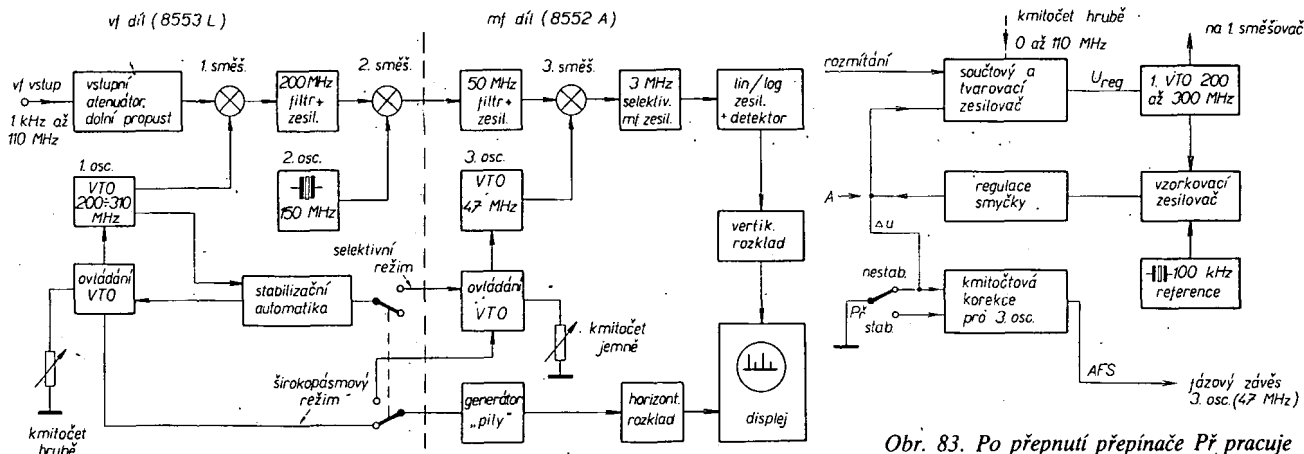 vf díl (8553 L)
mf díl (8552 A)
vf vstup
1 kHz až
110 MHz
vstupní
atenuátor,
dolní propust
1. směš.
200 MHz
filtr +
zesil.
2. směš.
50 MHz
filtr +
zesil.
3. směš.
3 MHz
selektiv.
mf zesil.
lin/log
zesil.
+ detektor
1. osc.
VTO
200÷310
MHz
2. osc.
150 MHz
3. osc.
VTO
47 MHz
vertik.
rozklad
ovládání
VTO
stabilizační
automatika
selektivní
režim
ovládání
VTO
kmitočet
jemně
kmitočet
hrubě
širokopásmový
režim
generátor
„pily"
horizont.
rozklad
displej
kmitočet hrubě
0 až 110 MHz
na 1. směšovač
rozmítání
součtový a
tvarovací
zesilovač
Ureg
1. VTO 200
až 300 MHz
A
regulace
smyčky
vzorkovací
zesilovač
Δu
nestab.
Př
stab.
kmitočtová
korekce
pro 3. osc.
100 kHz
reference
AFS
fázový závěs
3. osc. (47 MHz)
Obr. 83. Po přepnutí přepínače Př pracuje